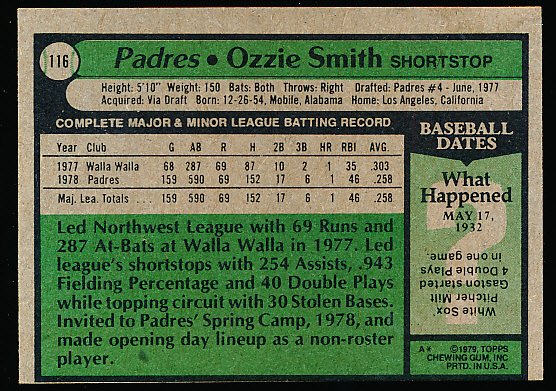 116
Padres • Ozzie Smith SHORTSTOP
Height: 5'10" Weight: 150 Bats: Both Throws: Right Drafted: Padres #4 - June, 1977
Acquired: Via Draft Born: 12-26-54, Mobile, Alabama Home: Los Angeles, California
COMPLETE MAJOR & MINOR LEAGUE BATTING RECORD
Year Club G AB R H 2B 3B HR RBI AVG.
1977 Walla Walla 68 287 69 87 10 2 1 35 .303
1978 Padres 159 590 69 152 17 6 1 46 .258
Maj. Lea. Totals . . . 159 590 69 152 17 6 1 46 .258
Led Northwest League with 69 Runs and
287 At-Bats at Walla Walla in 1977. Led
league's shortstops with 254 Assists, .943
Fielding Percentage and 40 Double Plays
while topping circuit with 30 Stolen Bases.
Invited to Padres' Spring Camp, 1978, and
made opening day lineup as a non-roster
player.
BASEBALL
DATES
What
Happened
MAY 17,
1932
?
White Sox'
Pitcher Milt
Gaston started
4 Double Plays
in one game.
A* ©1979, TOPPS
CHEWING GUM, INC
PRTD. IN U.S.A.